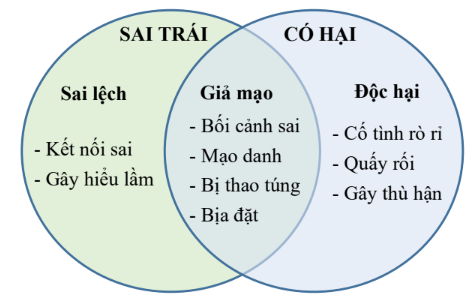 SAI TRÁI
CÓ HẠI
Sai lệch
- Kết nối sai
- Gây hiểu lầm
Giả mạo
- Bối cảnh sai
- Mạo danh
- Bị thao túng
- Bịa đặt
Độc hại
- Cố tình rò rỉ
- Quấy rối
- Gây thù hận